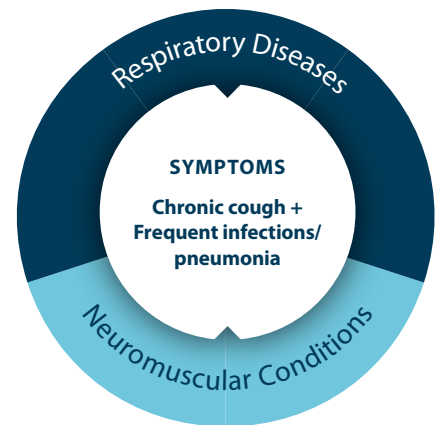 Respiratory Diseases
SYMPTOMS
Chronic cough +
Frequent infections/
pneumonia
Neuromuscular Conditions